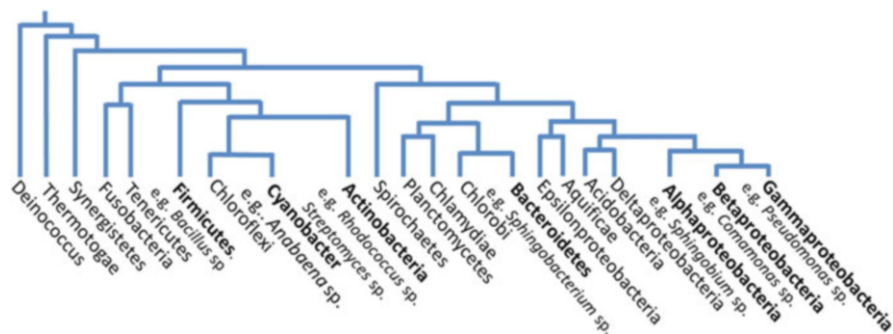 Deinococcus
Thermotogae
Synergistetes
Fusobacteria
Tenericutes
e.g. Bacillus sp
Firmicutes.
Chloroflexi
e.g.. Anabaena sp.
Cyanobacter
Streptomyces sp.
e.g. Rhodococcus sp.
Actinobacteria
Spirochaetes
Planctomycetes
Chlamydiae
Chlorobi
e.g. Sphingobacterium sp.
Bacteroidetes
Epsilonproteobacteria
Aquificae
Acidobacteria
Deltaproteobacteria
e.g. Sphingobium sp.
Alphaproteobacteria
e.g. Comamonas sp.
Betaproteobacteria
e.g. Pseudomonas sp.
Gammaproteobacteria